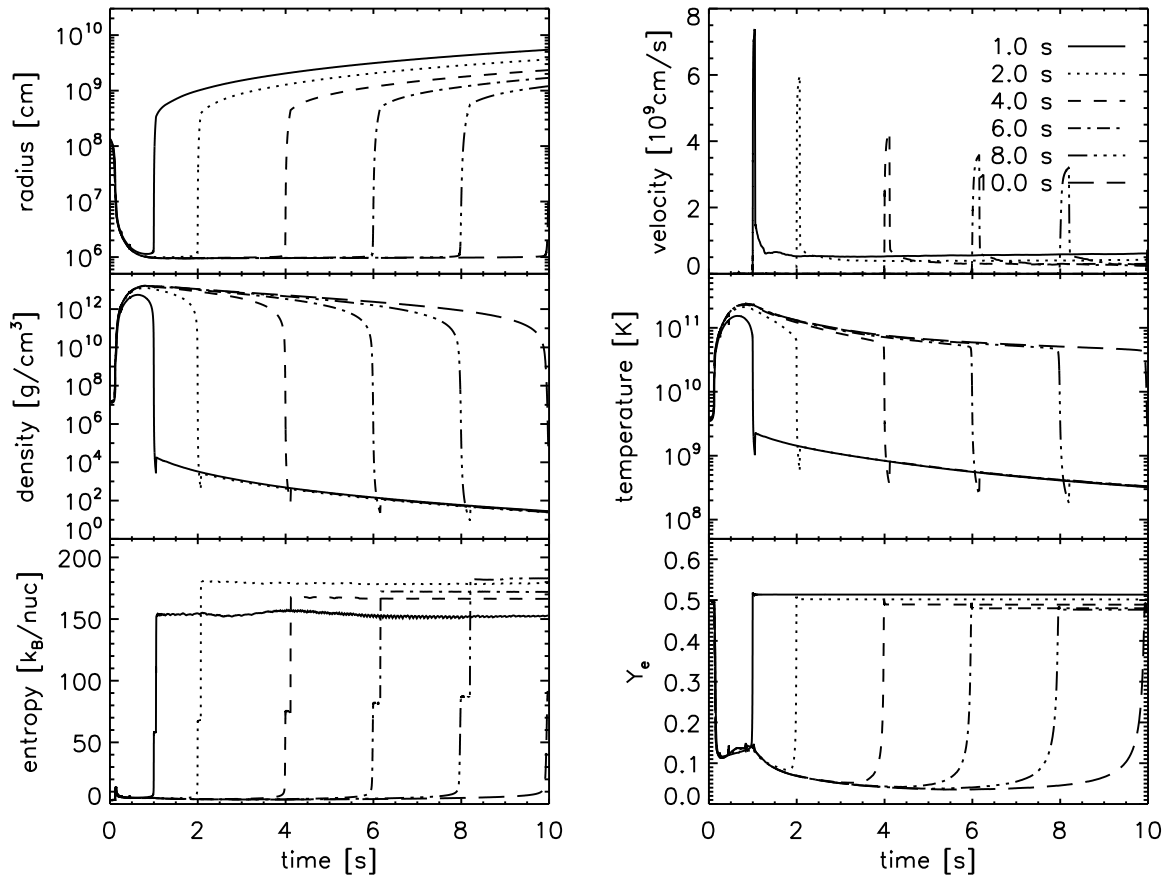 radius [cm]
10^10
10^9
10^8
10^7
10^6
density [g/cm^3]
10^12
10^10
10^8
10^6
10^4
10^2
10^0
entropy [k_B/nuc]
200
150
100
50
0
0 2 4 6 8 10
time [s]
velocity [10^9cm/s]
8
6
4
2
0
1.0 s
2.0 s
4.0 s
6.0 s
8.0 s
10.0 s
temperature [K]
10^11
10^10
10^9
10^8
Y_e
0.6
0.5
0.4
0.3
0.2
0.1
0.0
0 2 4 6 8 10
time [s]